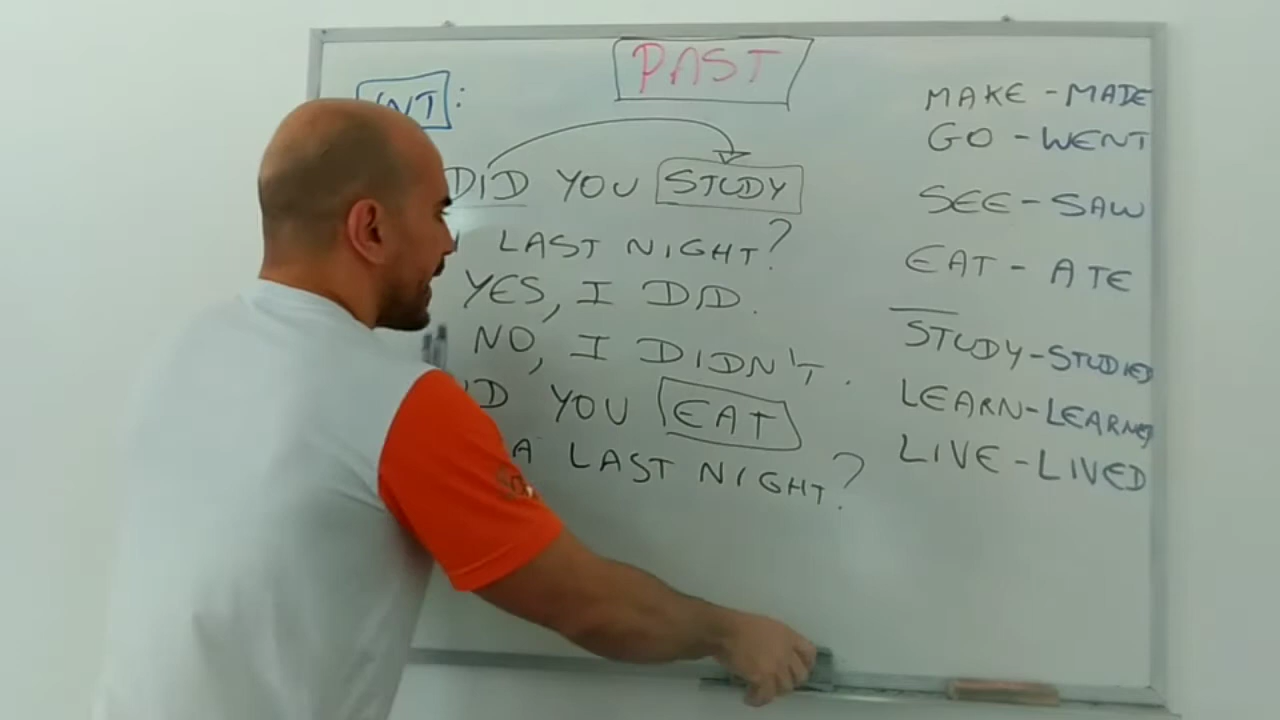 PAST
INT:
DID YOU STUDY
LAST NIGHT?
YES, I DID.
NO, I DIDN'T.
YOU EAT
LAST NIGHT?
MAKE - MADE
GO - WENT
SEE - SAW
EAT - ATE
STUDY - STUDIED
LEARN - LEARNED
LIVE - LIVED